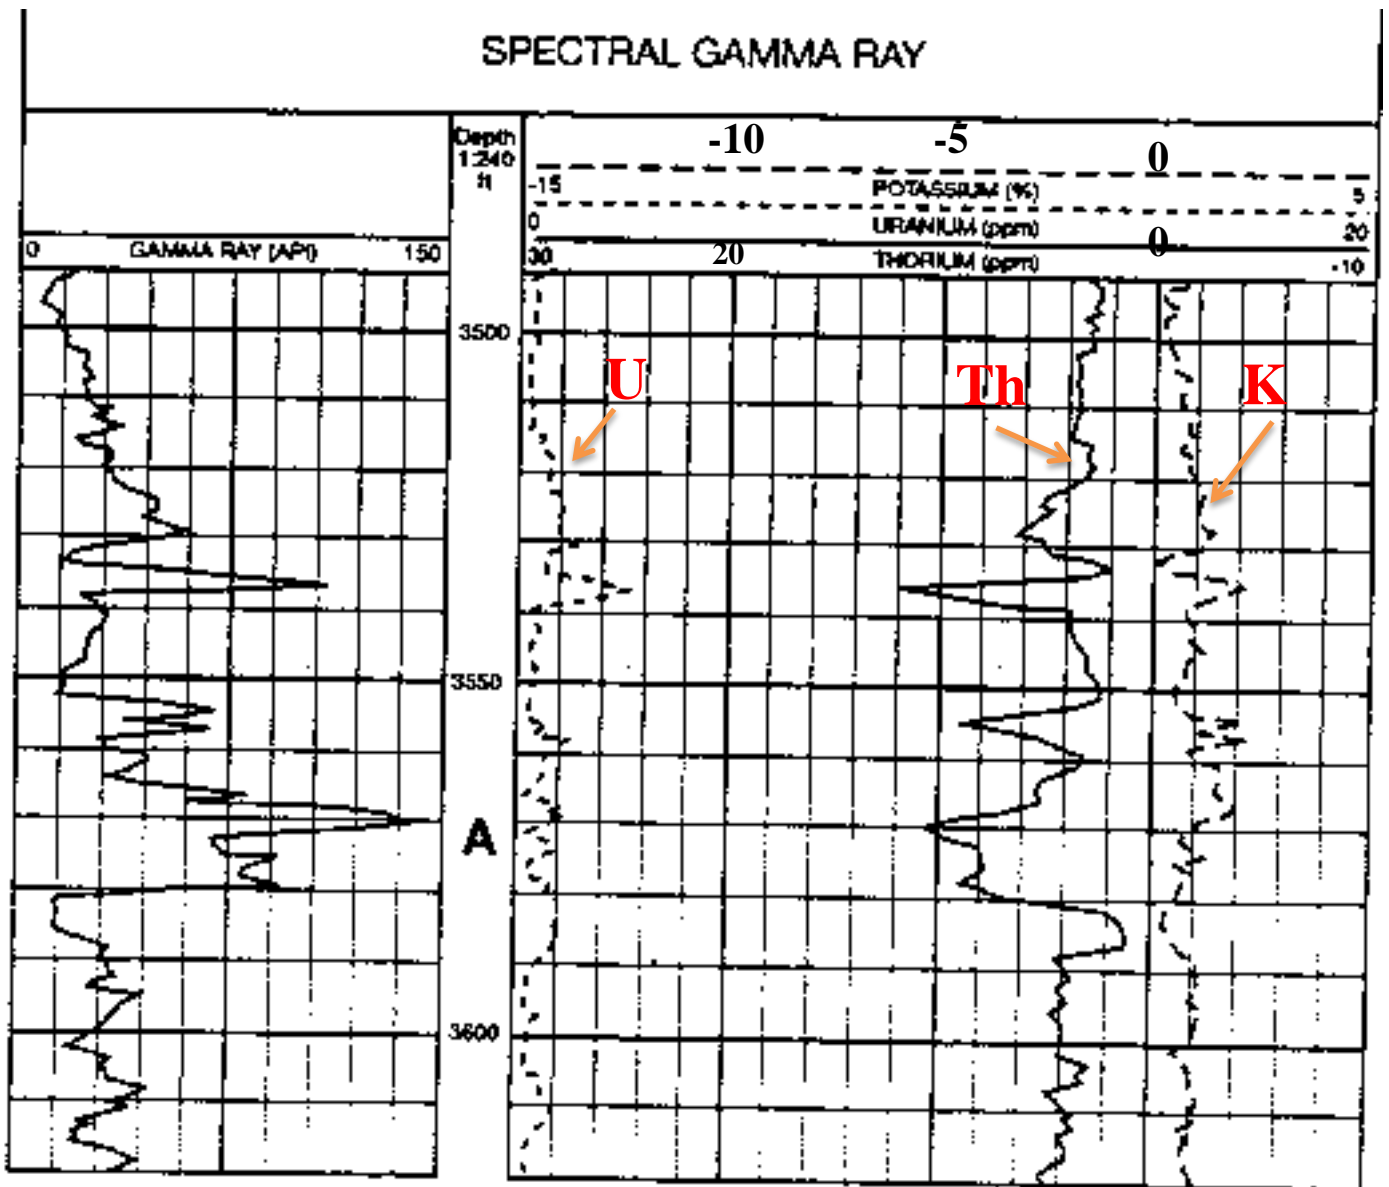 SPECTRAL GAMMA RAY
Depth
1:240
ft
-10 -5 0
-15 POTASSIUM (%) 5
0 URANIUM (ppm) 20
0 GAMMA RAY (API) 150
30 20 THORIUM (ppm) 0 -10
3500
U Th K
3550
A
3600